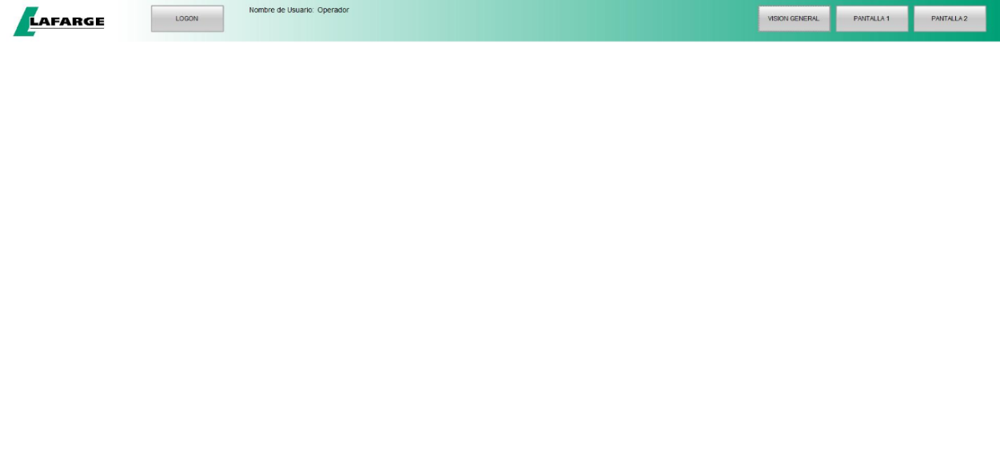 LAFARGE
LOGON
Nombre de Usuario: Operador
VISION GENERAL
PANTALLA 1
PANTALLA 2